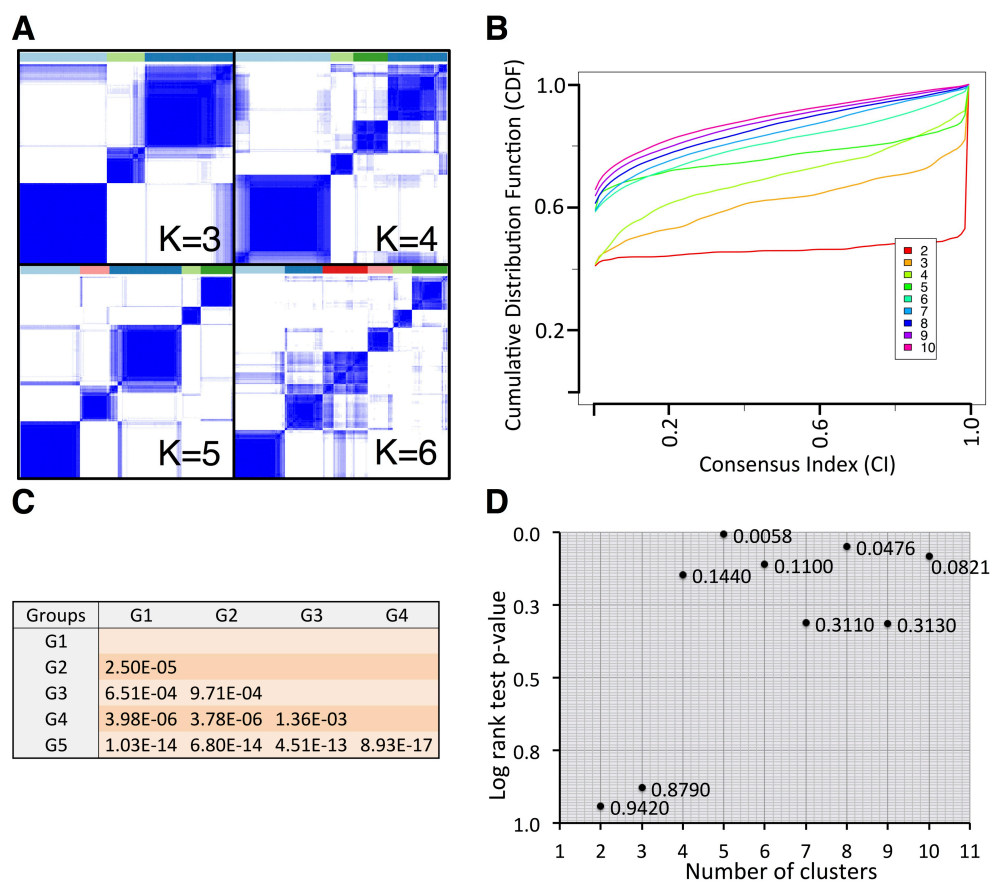 A
K=3
K=4
K=5
K=6
B
Cumulative Distribution Function (CDF)
1.0
0.6
0.2
2
3
4
5
6
7
8
9
10
0.2
0.6
1.0
Consensus Index (CI)
C
Groups G1 G2 G3 G4
G1
G2 2.50E-05
G3 6.51E-04 9.71E-04
G4 3.98E-06 3.78E-06 1.36E-03
G5 1.03E-14 6.80E-14 4.51E-13 8.93E-17
D
Log rank test p-value
0.0
0.3
0.5
0.8
1.0
0.0058
0.0476
0.0821
0.1100
0.1440
0.3110
0.3130
0.8790
0.9420
1 2 3 4 5 6 7 8 9 10 11
Number of clusters